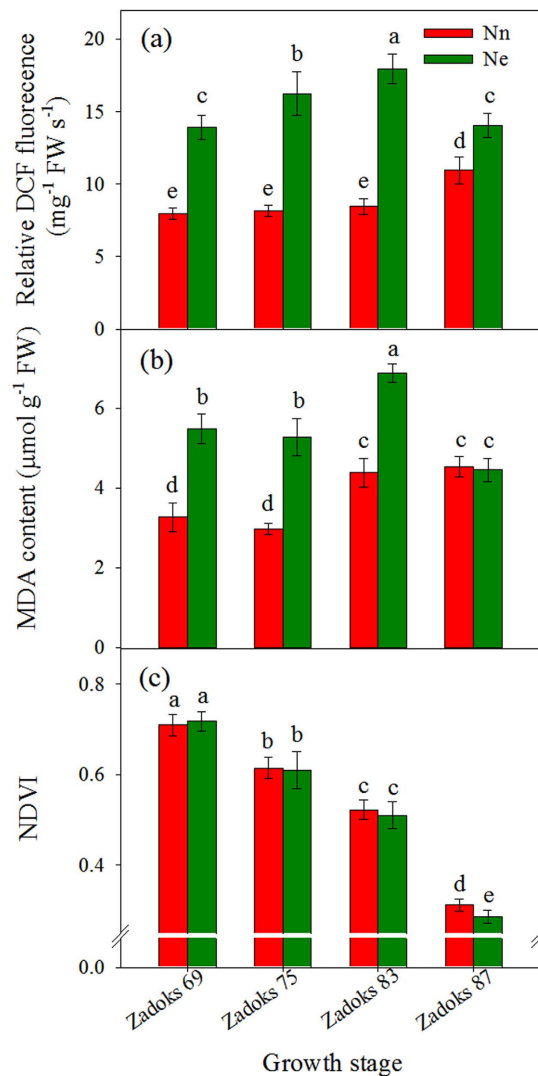 (a)
Nn
Ne
Relative DCF fluorecence
(mg⁻¹ FW s⁻¹)
20
15
10
5
0
e
c
e
b
e
a
d
c
(b)
MDA content (µmol g⁻¹ FW)
6
4
2
0
d
b
d
b
c
a
c
c
(c)
NDVI
0.8
0.6
0.4
0.0
a
a
b
b
c
c
d
e
Zadoks 69
Zadoks 75
Zadoks 83
Zadoks 87
Growth stage